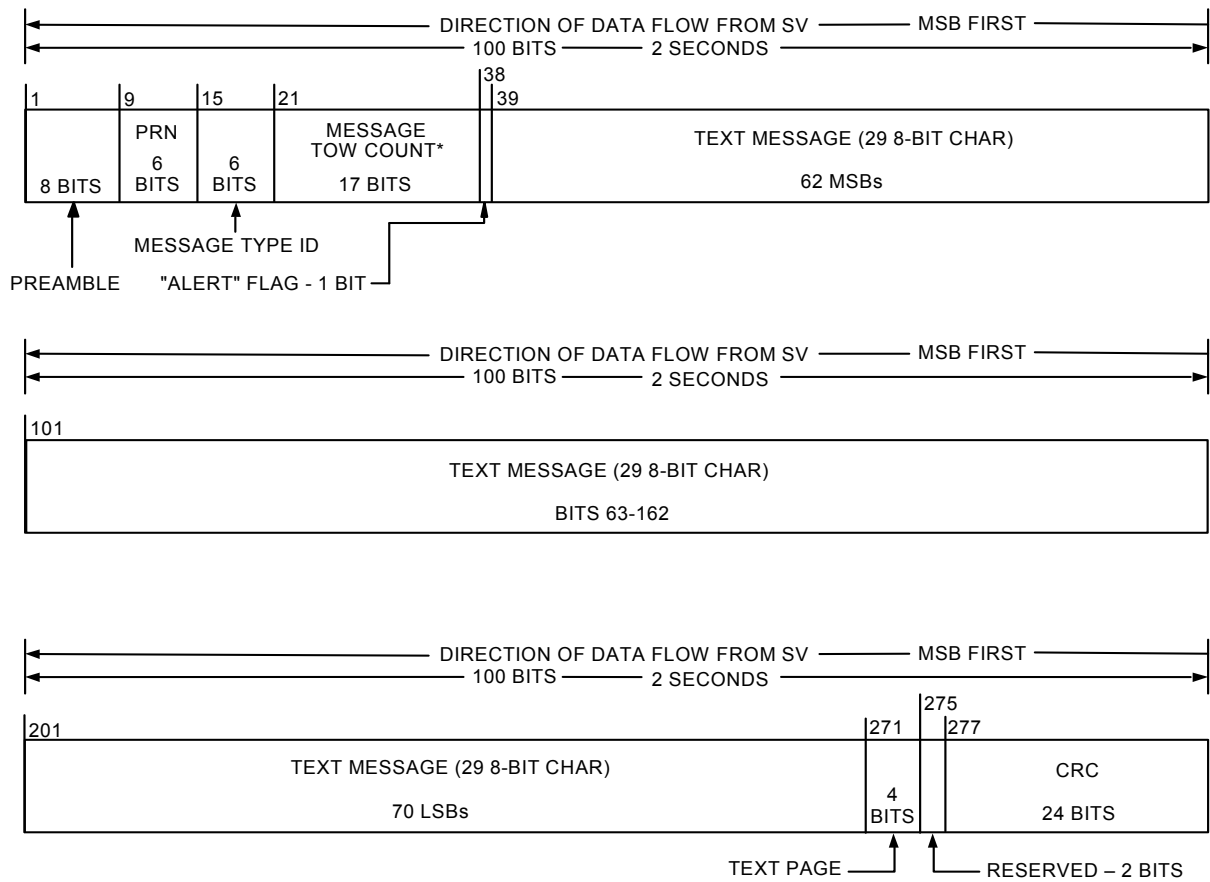 DIRECTION OF DATA FLOW FROM SV MSB FIRST
100 BITS 2 SECONDS
38
1 9 15 21 39
PRN
6
BITS
MESSAGE
TOW COUNT*
17 BITS
TEXT MESSAGE (29 8-BIT CHAR)
62 MSBs
8 BITS
6
BITS
MESSAGE TYPE ID
PREAMBLE
"ALERT" FLAG - 1 BIT
DIRECTION OF DATA FLOW FROM SV MSB FIRST
100 BITS 2 SECONDS
101
TEXT MESSAGE (29 8-BIT CHAR)
BITS 63-162
DIRECTION OF DATA FLOW FROM SV MSB FIRST
100 BITS 2 SECONDS
275
201 271 277
TEXT MESSAGE (29 8-BIT CHAR)
70 LSBs
4
BITS
CRC
24 BITS
TEXT PAGE
RESERVED – 2 BITS